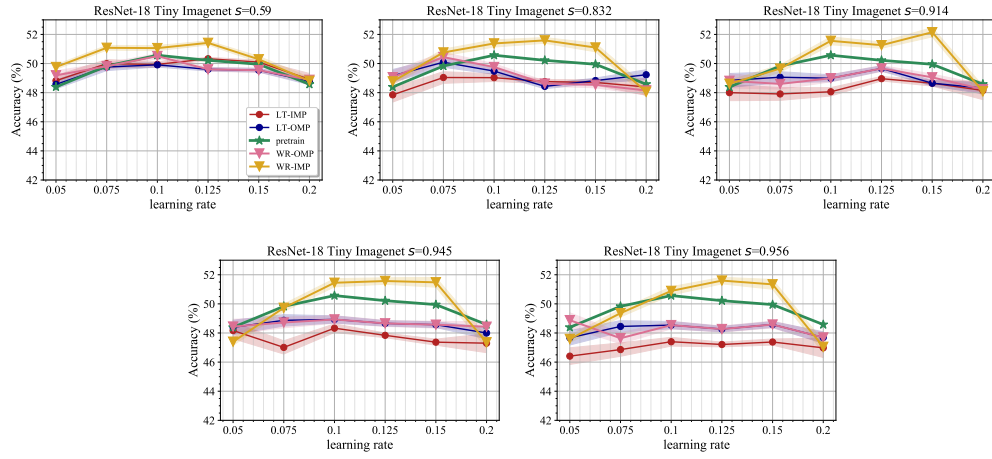 ResNet-18 Tiny Imagenet s=0.59
ResNet-18 Tiny Imagenet s=0.832
ResNet-18 Tiny Imagenet s=0.914
Accuracy (%)
52
50
48
46
44
42
0.05 0.075 0.1 0.125 0.15 0.2
learning rate
LT-IMP
LT-OMP
pretrain
WR-OMP
WR-IMP
Accuracy (%)
52
50
48
46
44
42
0.05 0.075 0.1 0.125 0.15 0.2
learning rate
Accuracy (%)
52
50
48
46
44
42
0.05 0.075 0.1 0.125 0.15 0.2
learning rate
ResNet-18 Tiny Imagenet s=0.945
ResNet-18 Tiny Imagenet s=0.956
Accuracy (%)
52
50
48
46
44
42
0.05 0.075 0.1 0.125 0.15 0.2
learning rate
Accuracy (%)
52
50
48
46
44
42
0.05 0.075 0.1 0.125 0.15 0.2
learning rate